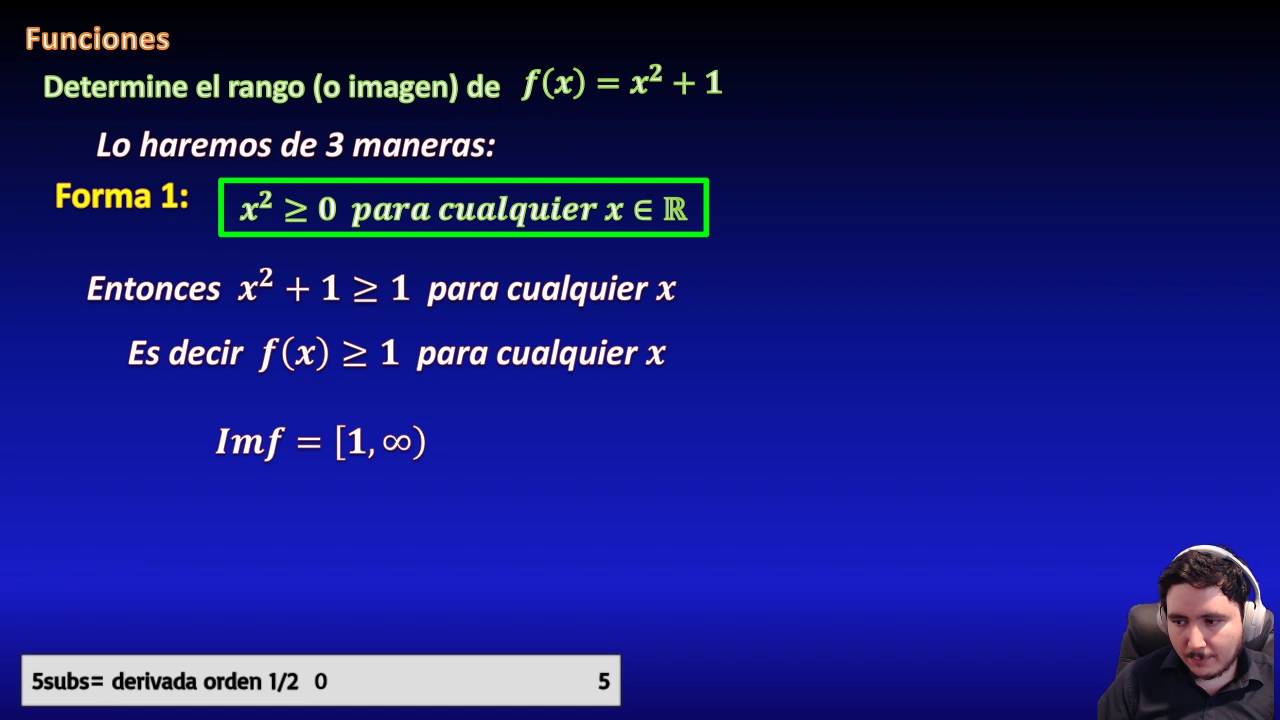 Funciones
Determine el rango (o imagen) de f(x) = x² + 1
Lo haremos de 3 maneras:
Forma 1: x² ≥ 0 para cualquier x ∈ ℝ
Entonces x² + 1 ≥ 1 para cualquier x
Es decir f(x) ≥ 1 para cualquier x
Imf = [1, ∞)
5subs= derivada orden 1/2 0 5